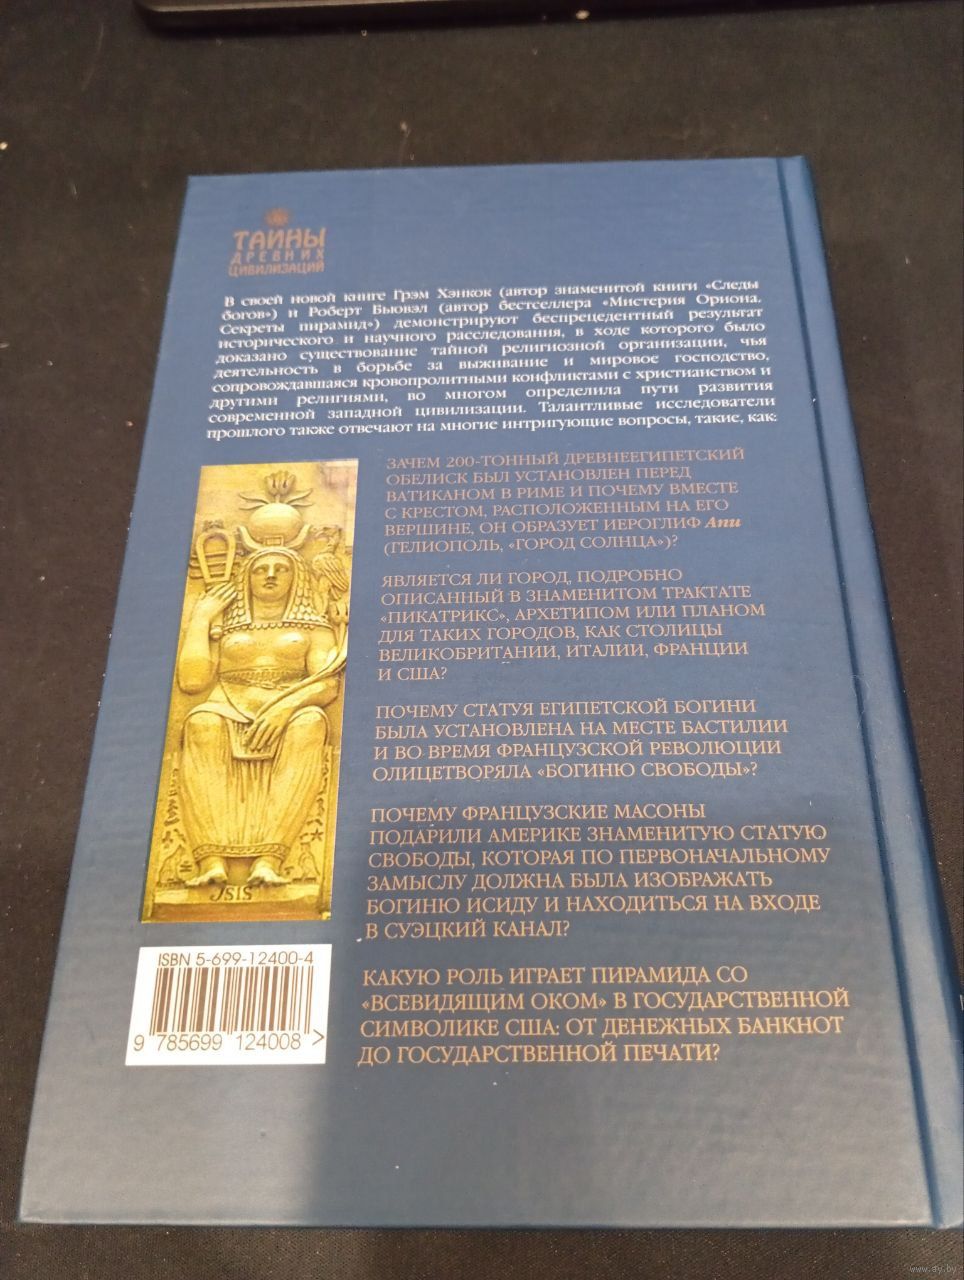 ТАЙНЫ
ДРЕВНИХ
ЦИВИЛИЗАЦИЙ
В своей новой книге Грэм Хэнкок (автор знаменитой книги «Следы
богов») и Роберт Бьювэл (автор бестселлера «Мистерия Ориона.
Секреты пирамид») демонстрируют беспрецедентный результат
исторического и научного расследования, в ходе которого было
доказано существование тайной религиозной организации, чья
деятельность в борьбе за выживание и мировое господство,
сопровождавшаяся кровопролитными конфликтами с христианством и
другими религиями, во многом определила пути развития
современной западной цивилизации. Талантливые исследователи
прошлого также отвечают на многие интригующие вопросы, такие, как:
ЗАЧЕМ 200-ТОННЫЙ ДРЕВНЕЕГИПЕТСКИЙ
ОБЕЛИСК БЫЛ УСТАНОВЛЕН ПЕРЕД
ВАТИКАНОМ В РИМЕ И ПОЧЕМУ ВМЕСТЕ
С КРЕСТОМ, РАСПОЛОЖЕННЫМ НА ЕГО
ВЕРШИНЕ, ОН ОБРАЗУЕТ ИЕРОГЛИФ Апи
(ГЕЛИОПОЛЬ, «ГОРОД СОЛНЦА»)?
ЯВЛЯЕТСЯ ЛИ ГОРОД, ПОДРОБНО
ОПИСАННЫЙ В ЗНАМЕНИТОМ ТРАКТАТЕ
«ПИКАТРИКС», АРХЕТИПОМ ИЛИ ПЛАНОМ
ДЛЯ ТАКИХ ГОРОДОВ, КАК СТОЛИЦЫ
ВЕЛИКОБРИТАНИИ, ИТАЛИИ, ФРАНЦИИ
И США?
ПОЧЕМУ СТАТУЯ ЕГИПЕТСКОЙ БОГИНИ
БЫЛА УСТАНОВЛЕНА НА МЕСТЕ БАСТИЛИИ
И ВО ВРЕМЯ ФРАНЦУЗСКОЙ РЕВОЛЮЦИИ
ОЛИЦЕТВОРЯЛА «БОГИНЮ СВОБОДЫ»?
ПОЧЕМУ ФРАНЦУЗСКИЕ МАСОНЫ
ПОДАРИЛИ АМЕРИКЕ ЗНАМЕНИТУЮ СТАТУЮ
СВОБОДЫ, КОТОРАЯ ПО ПЕРВОНАЧАЛЬНОМУ
ЗАМЫСЛУ ДОЛЖНА БЫЛА ИЗОБРАЖАТЬ
БОГИНЮ ИСИДУ И НАХОДИТЬСЯ НА ВХОДЕ
В СУЭЦКИЙ КАНАЛ?
КАКУЮ РОЛЬ ИГРАЕТ ПИРАМИДА СО
«ВСЕВИДЯЩИМ ОКОМ» В ГОСУДАРСТВЕННОЙ
СИМВОЛИКЕ США: ОТ ДЕНЕЖНЫХ БАНКНОТ
ДО ГОСУДАРСТВЕННОЙ ПЕЧАТИ?
ISIS
ISBN 5-699-12400-4
9 785699 124008 >
www.ay.by